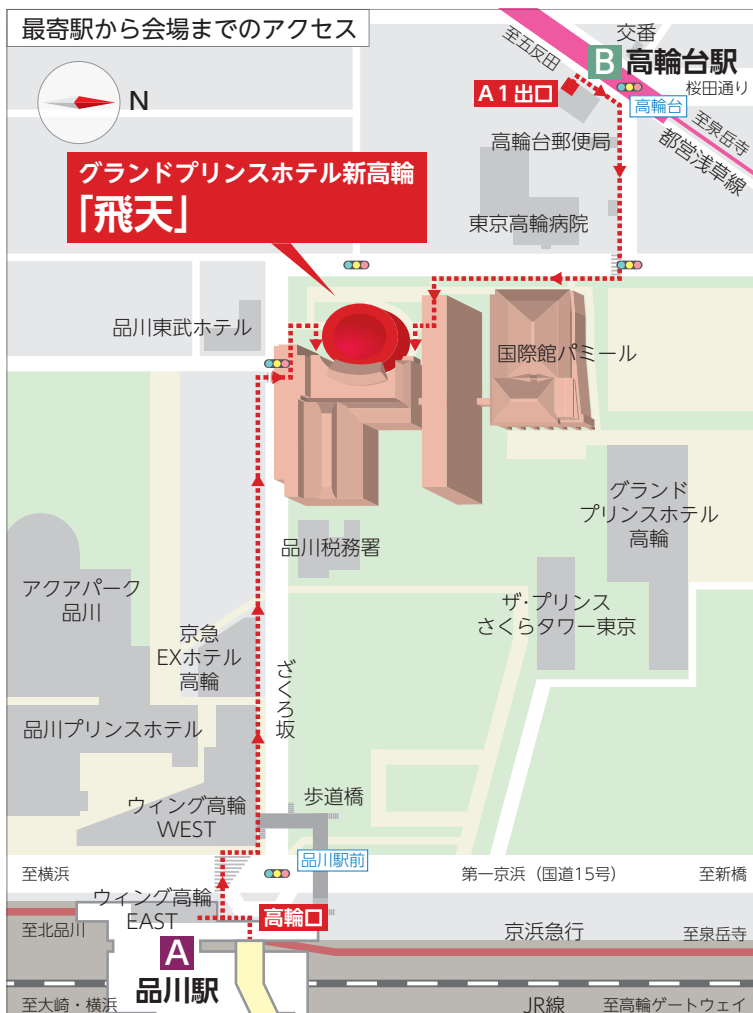 最寄駅から会場までのアクセス
N
交番
至五反田
B 高輪台駅
A1出口
桜田通り
高輪台
至泉岳寺
都営浅草線
高輪台郵便局
グランドプリンスホテル新高輪
「飛天」
東京高輪病院
品川東武ホテル
国際館パミール
グランド
プリンスホテル
高輪
品川税務署
アクアパーク
品川
ザ・プリンス
さくらタワー東京
京急
EXホテル
高輪
ざくろ坂
品川プリンスホテル
歩道橋
ウィング高輪
WEST
品川駅前
至横浜
第一京浜（国道15号）
至新橋
ウィング高輪
EAST
高輪口
至北品川
京浜急行
至泉岳寺
A
品川駅
至大崎・横浜
JR線
至高輪ゲートウェイ